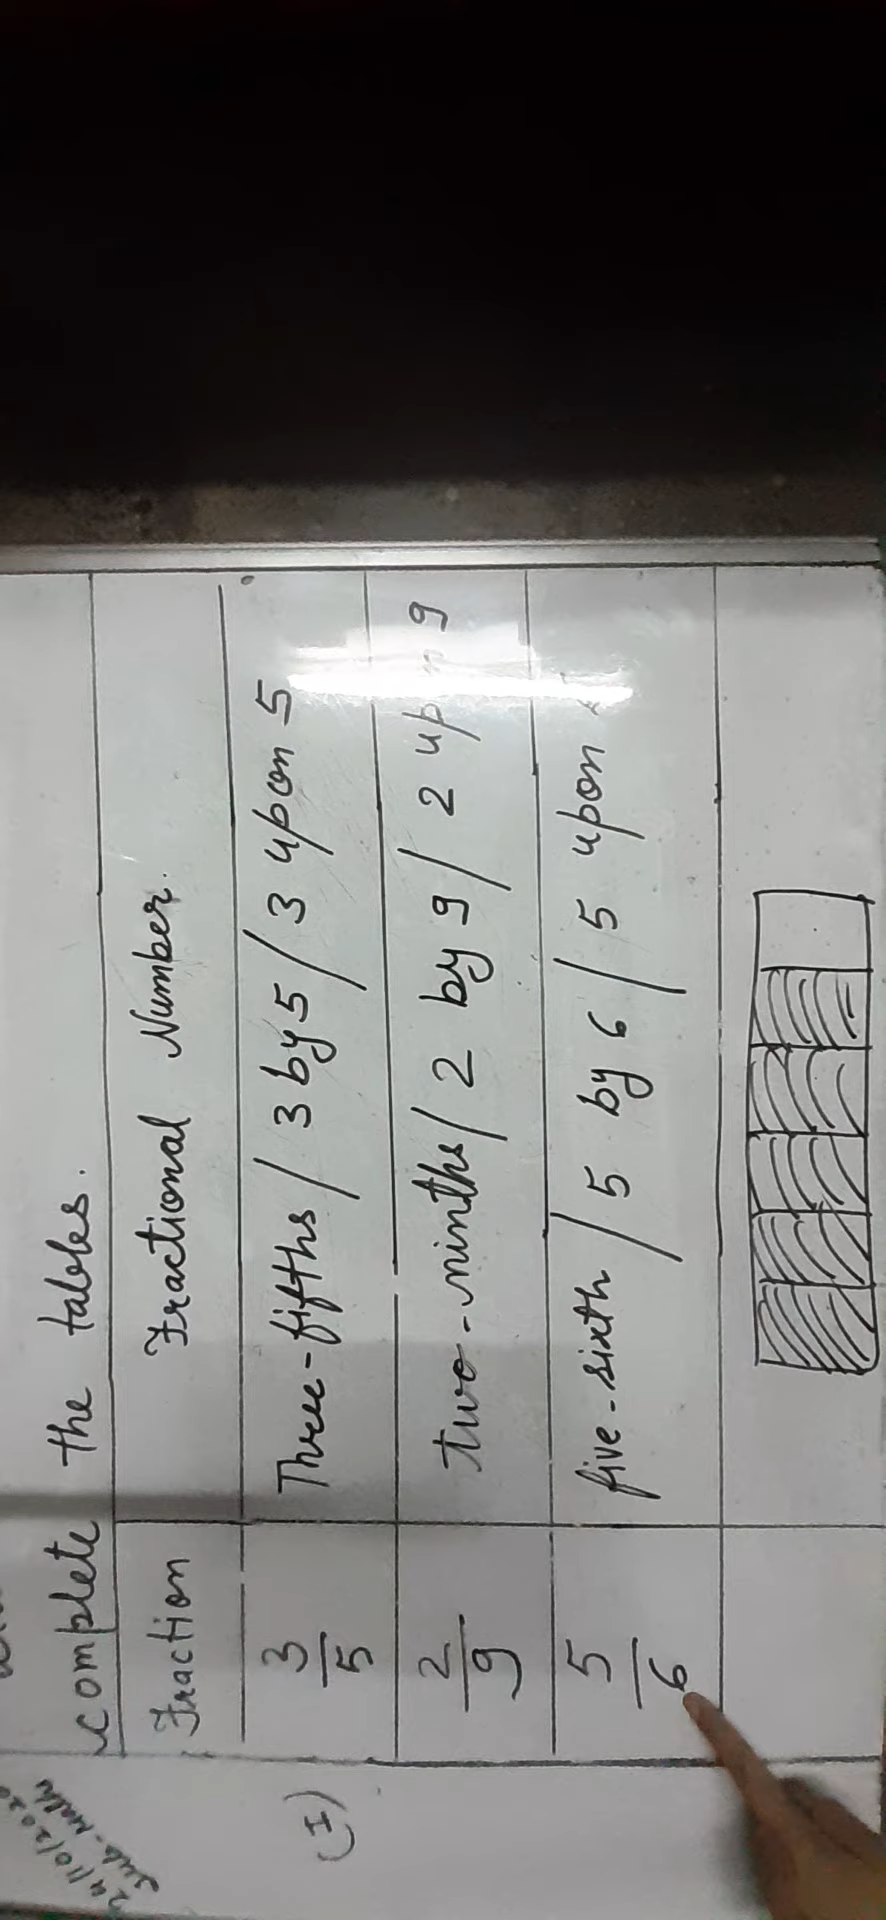 24/10/2020
Sub-Math
complete the tables.
Fraction Fractional Number.
(I) 3/5 Three-fifths / 3 by 5 / 3 upon 5
2/9 two-ninths / 2 by 9 / 2 upon 9
5/6 five-sixth / 5 by 6 / 5 upon